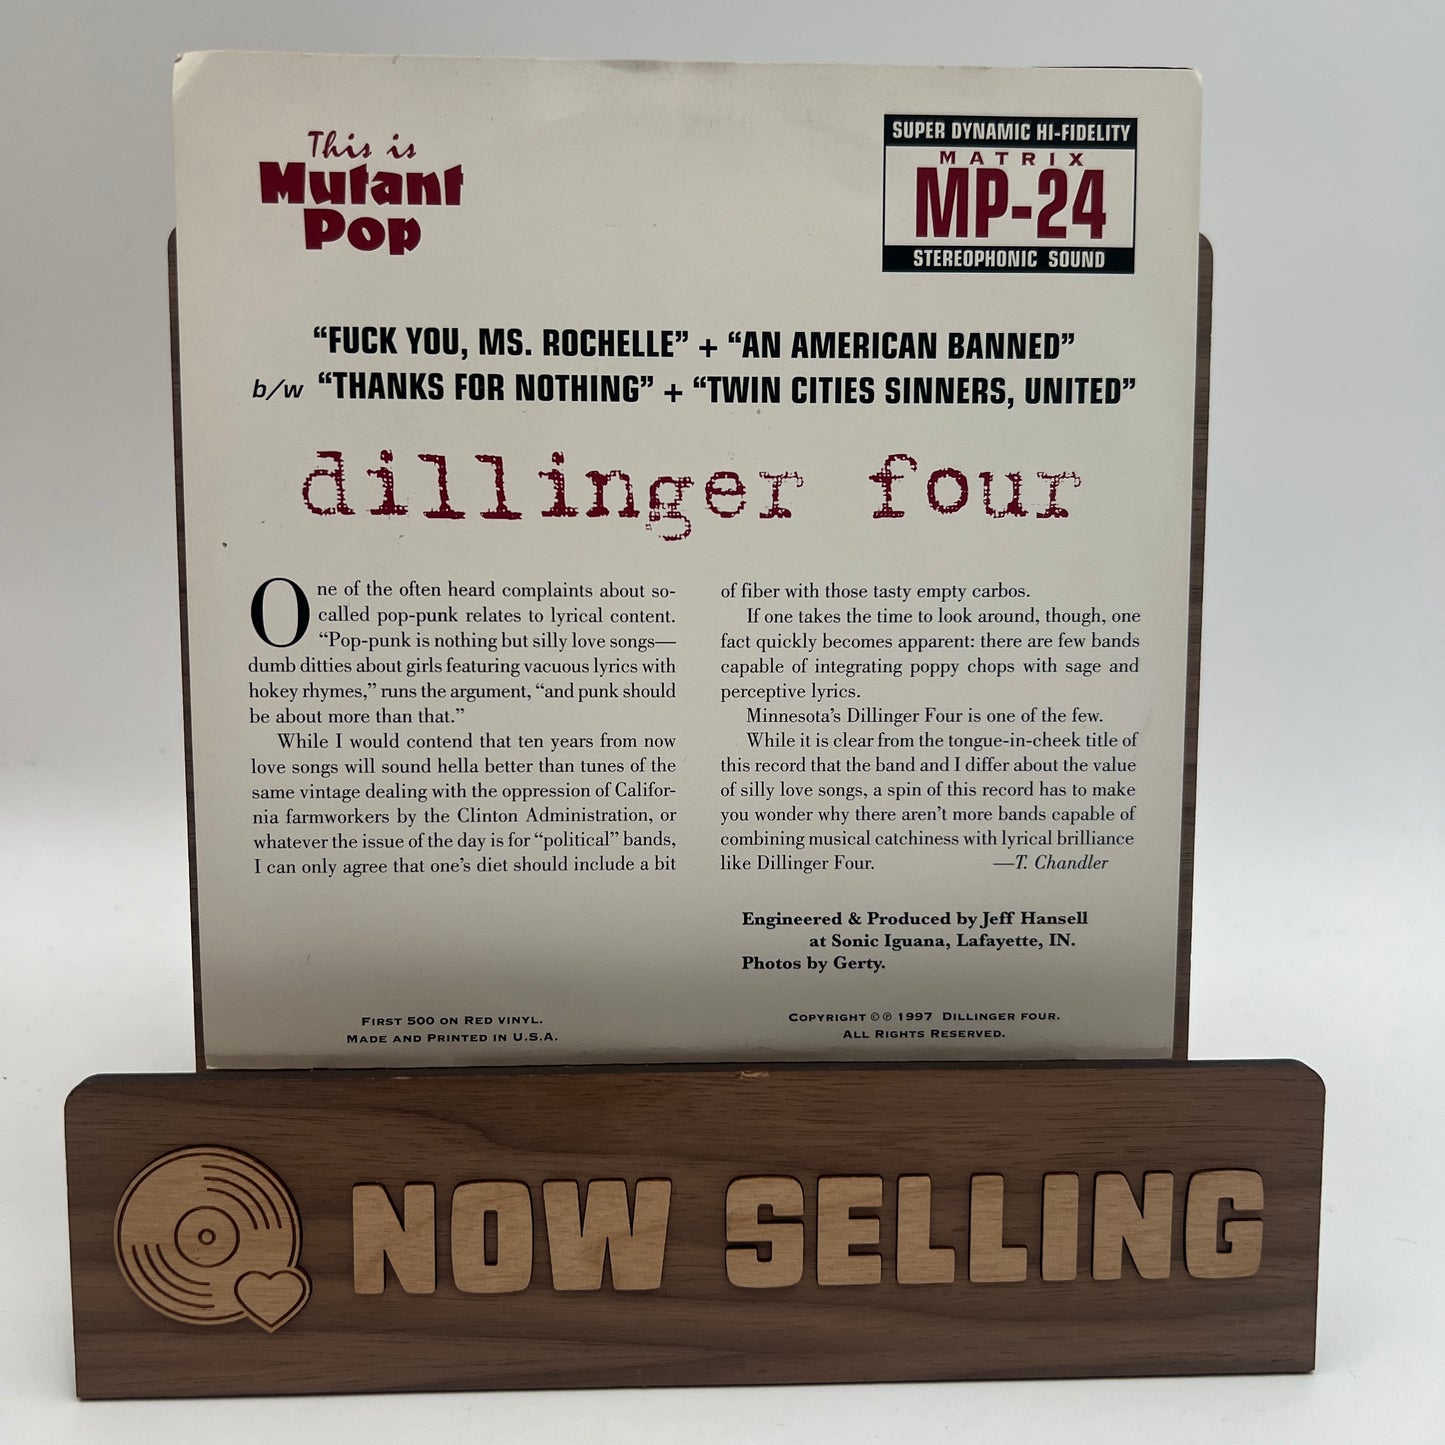 This is
Mutant
Pop
SUPER DYNAMIC HI-FIDELITY
MATRIX
MP-24
STEREOPHONIC SOUND
“FUCK YOU, MS. ROCHELLE” + “AN AMERICAN BANNED”
b/w “THANKS FOR NOTHING” + “TWIN CITIES SINNERS, UNITED”
dillinger four
One of the often heard complaints about so-
called pop-punk relates to lyrical content.
“Pop-punk is nothing but silly love songs—
dumb ditties about girls featuring vacuous lyrics with
hokey rhymes,” runs the argument, “and punk should
be about more than that.”
While I would contend that ten years from now
love songs will sound hella better than tunes of the
same vintage dealing with the oppression of Califor-
nia farmworkers by the Clinton Administration, or
whatever the issue of the day is for “political” bands,
I can only agree that one’s diet should include a bit
of fiber with those tasty empty carbos.
If one takes the time to look around, though, one
fact quickly becomes apparent: there are few bands
capable of integrating poppy chops with sage and
perceptive lyrics.
Minnesota’s Dillinger Four is one of the few.
While it is clear from the tongue-in-cheek title of
this record that the band and I differ about the value
of silly love songs, a spin of this record has to make
you wonder why there aren’t more bands capable of
combining musical catchiness with lyrical brilliance
like Dillinger Four. —T. Chandler
Engineered & Produced by Jeff Hansell
at Sonic Iguana, Lafayette, IN.
Photos by Gerty.
First 500 on Red vinyl.
Made and Printed in U.S.A.
Copyright © ℗ 1997 Dillinger four.
All Rights Reserved.
NOW SELLING